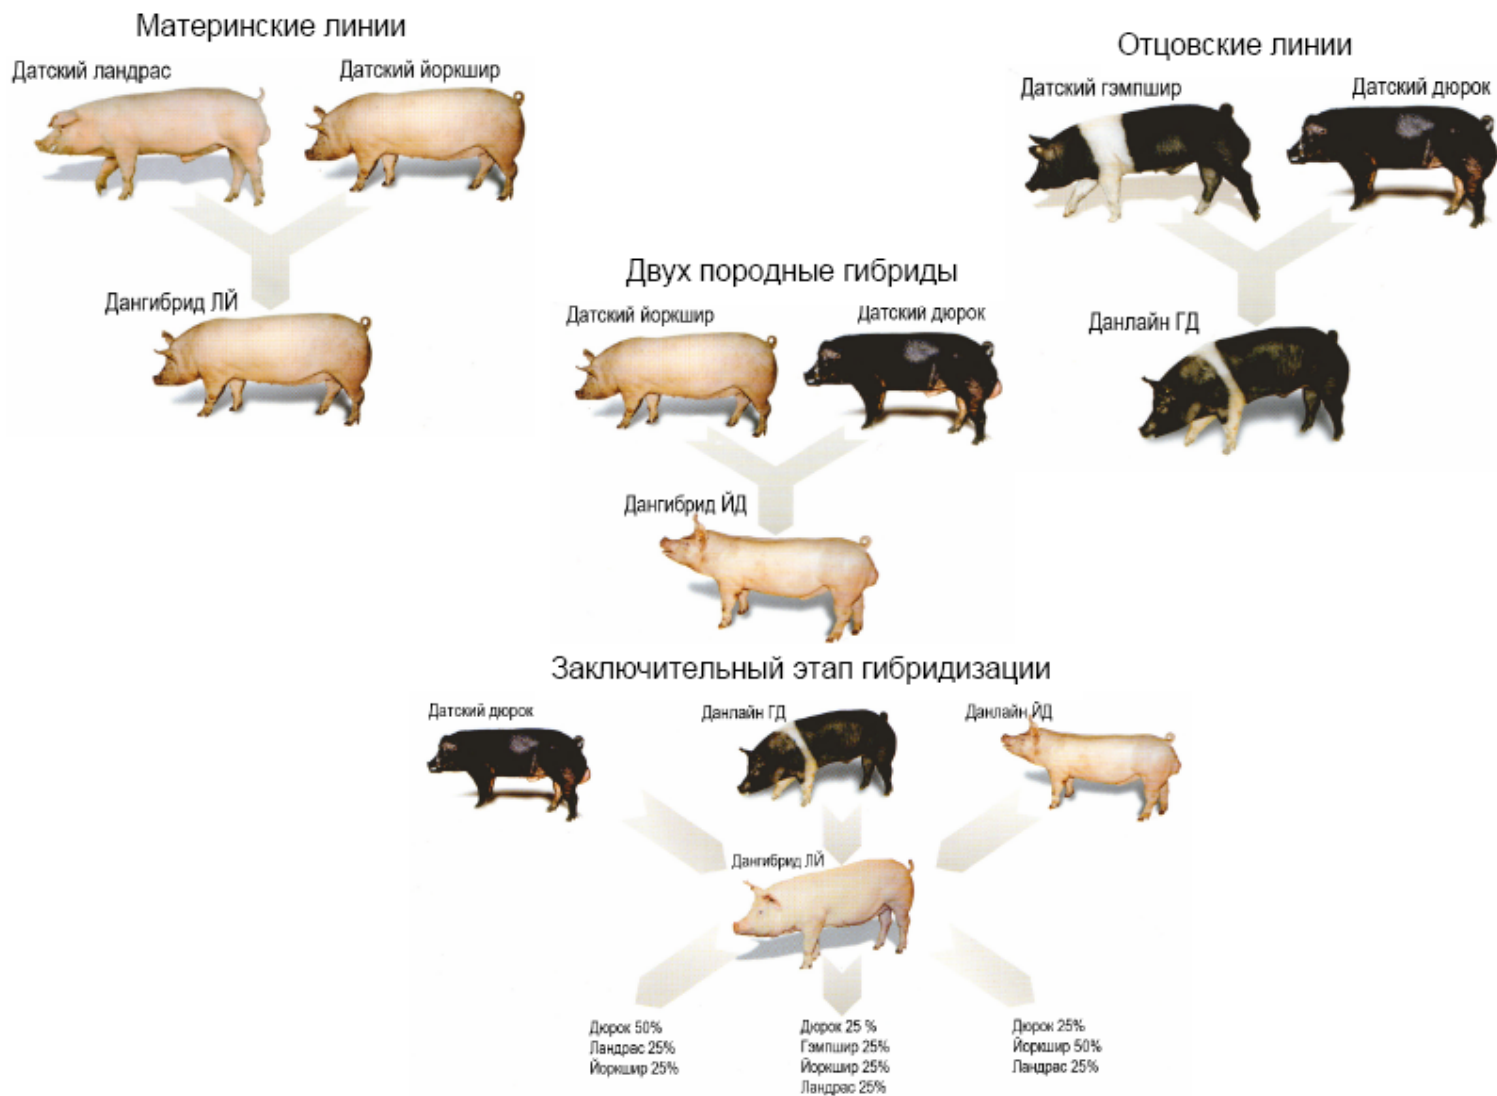 Материнские линии
Датский ландрас
Датский йоркшир
Дангибрид ЛЙ
Отцовские линии
Датский гэмпшир
Датский дюрок
Данлайн ГД
Двух породные гибриды
Датский йоркшир
Датский дюрок
Дангибрид ЙД
Заключительный этап гибридизации
Датский дюрок
Данлайн ГД
Данлайн ЙД
Дангибрид ЛЙ
Дюрок 50%
Ландрас 25%
Йоркшир 25%
Дюрок 25 %
Гэмпшир 25%
Йоркшир 25%
Ландрас 25%
Дюрок 25%
Йоркшир 50%
Ландрас 25%